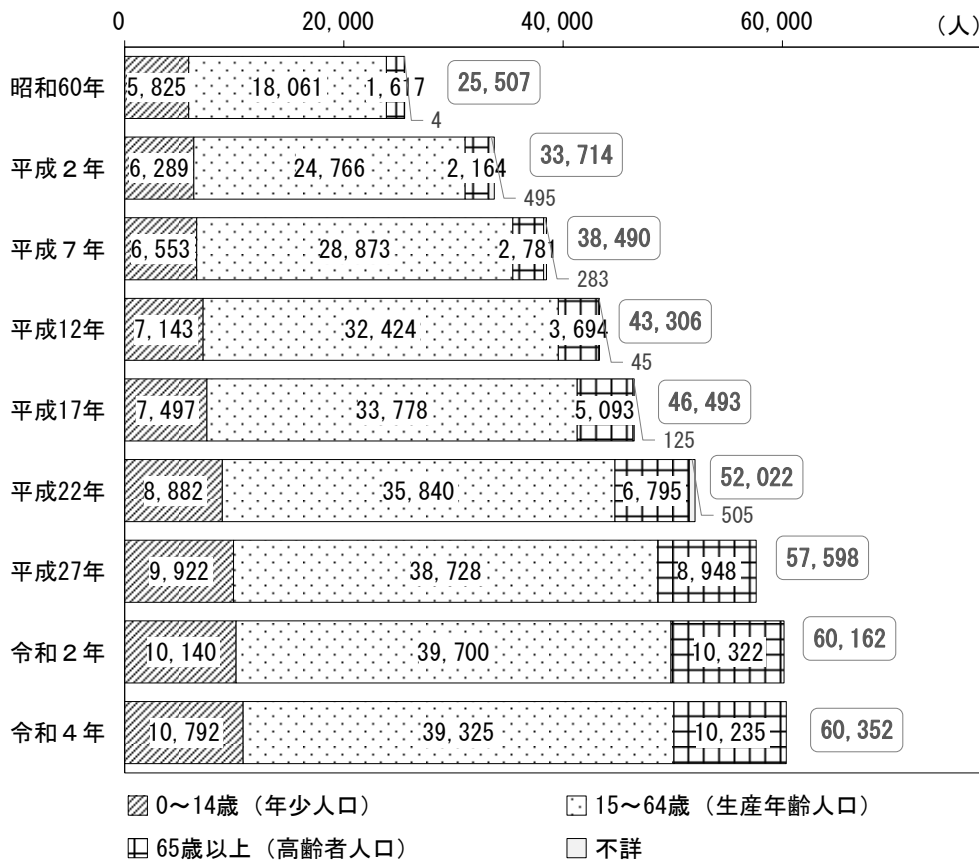 0 20,000 40,000 60,000 (人)
昭和60年 5,825 18,061 1,617 25,507
4
平成２年 6,289 24,766 2,164 33,714
495
平成７年 6,553 28,873 2,781 38,490
283
平成12年 7,143 32,424 3,694 43,306
45
平成17年 7,497 33,778 5,093 46,493
125
平成22年 8,882 35,840 6,795 52,022
505
平成27年 9,922 38,728 8,948 57,598
令和２年 10,140 39,700 10,322 60,162
令和４年 10,792 39,325 10,235 60,352
0～14歳（年少人口） 15～64歳（生産年齢人口）
65歳以上（高齢者人口） 不詳